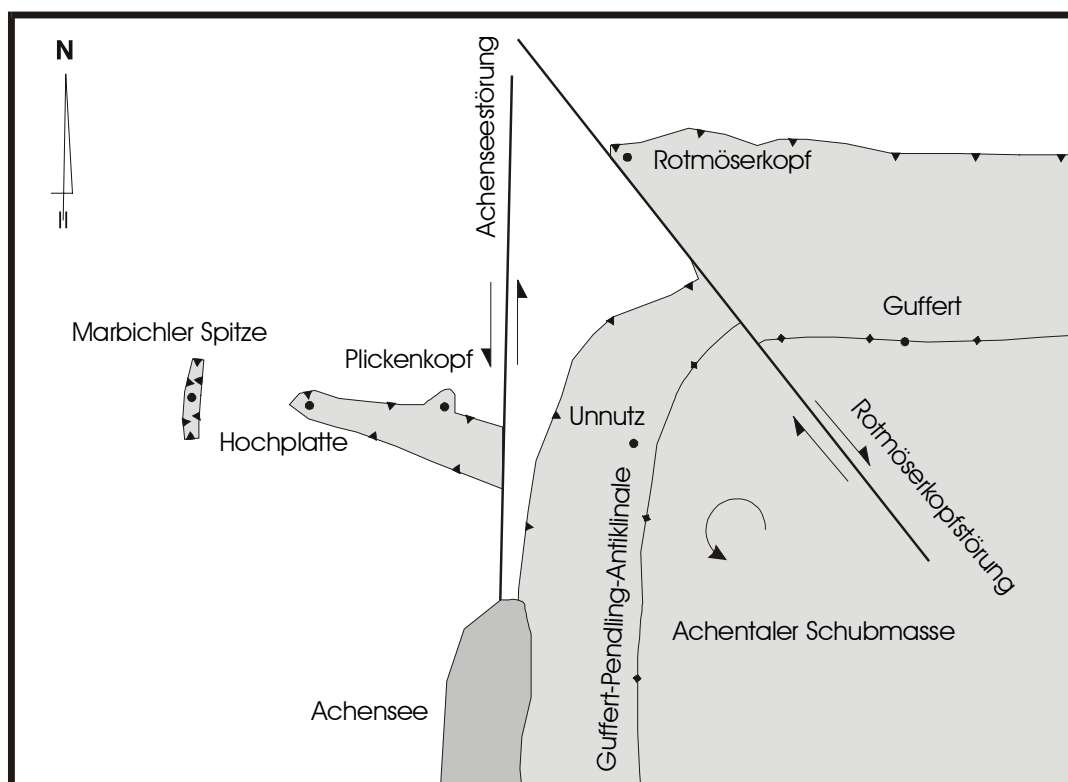 N
Achenseestörung
Rotmöserkopf
Guffert
Marbichler Spitze
Plickenkopf
Hochplatte
Unnutz
Rotmöserkopfstörung
Guffert-Pendling-Antiklinale
Achentaler Schubmasse
Achensee